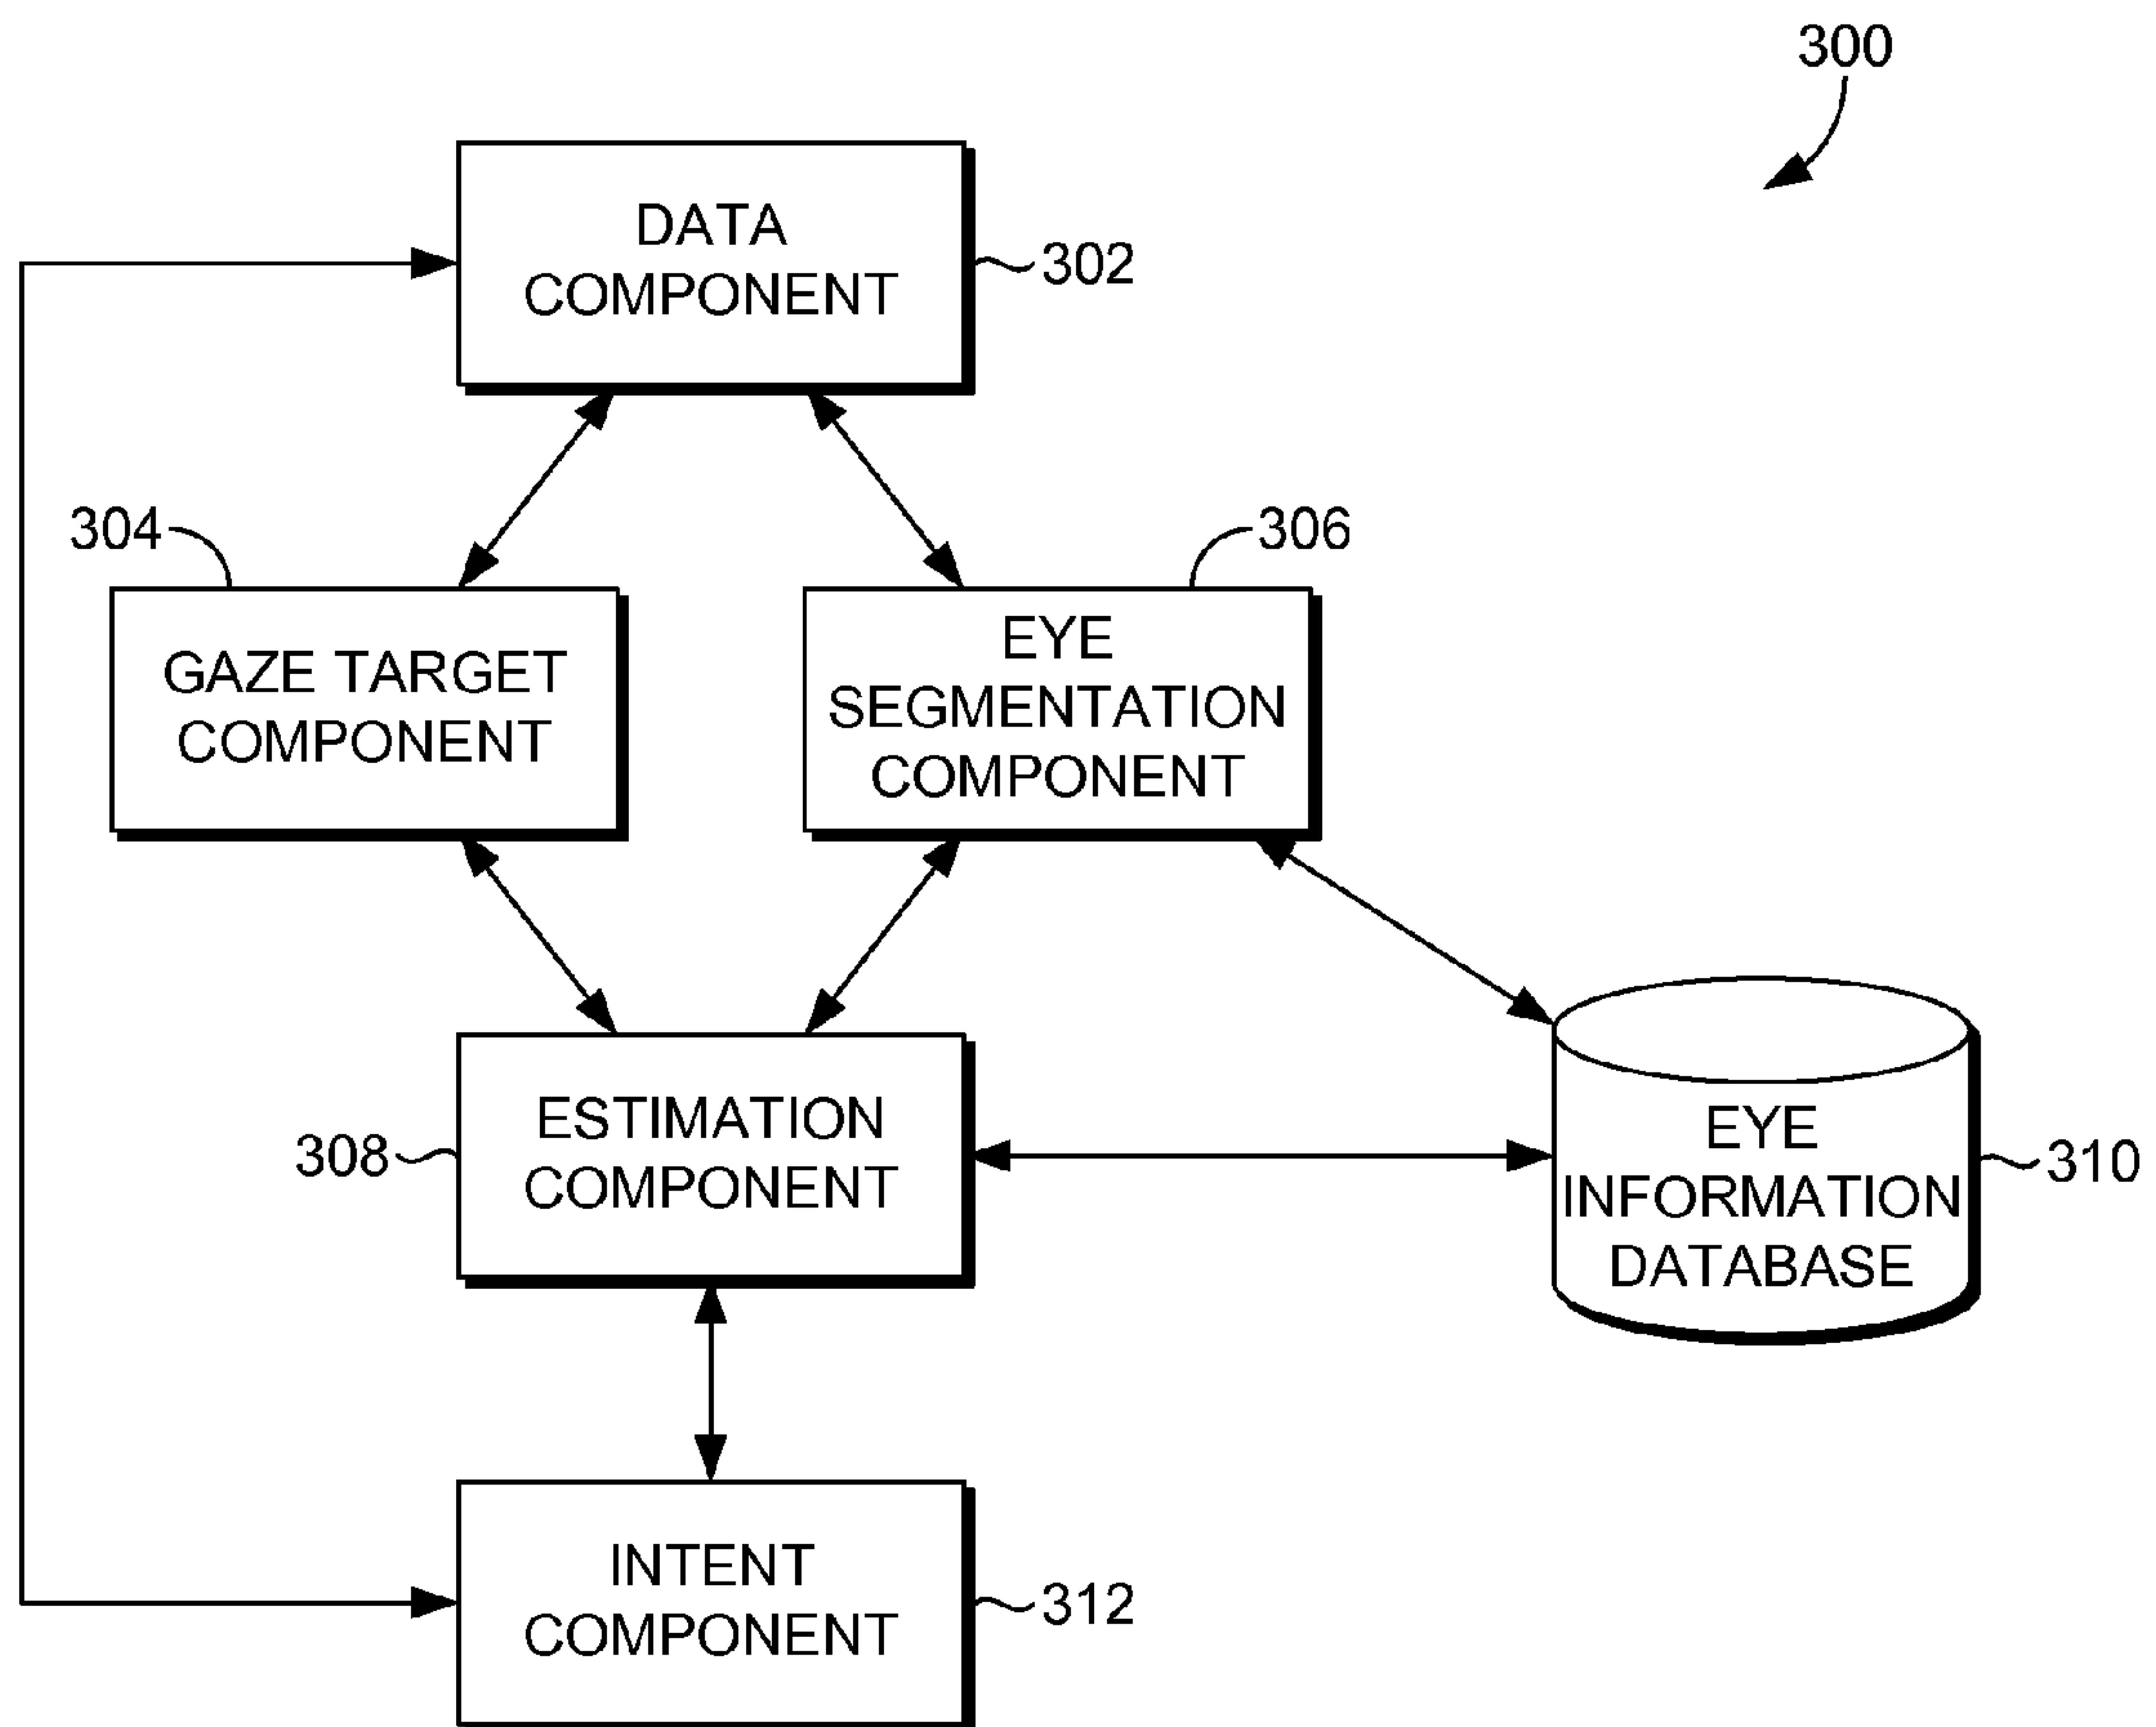 300
DATA
COMPONENT
302
304
306
GAZE TARGET
COMPONENT
EYE
SEGMENTATION
COMPONENT
308
ESTIMATION
COMPONENT
EYE
INFORMATION
DATABASE
310
INTENT
COMPONENT
312